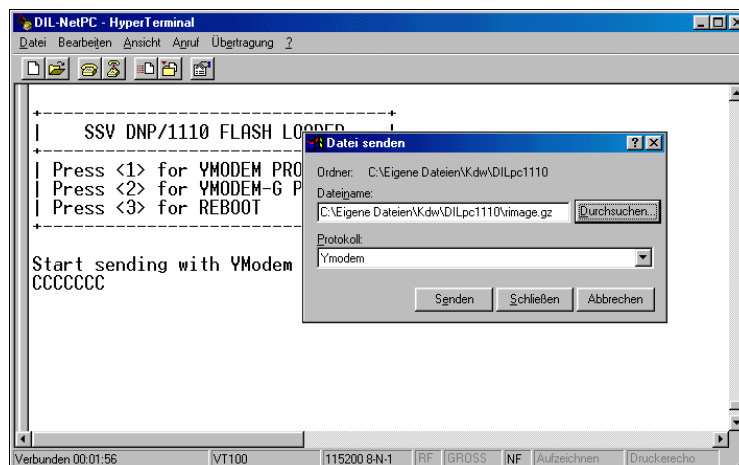 DIL-NetPC - HyperTerminal
Datei Bearbeiten Ansicht Anruf Übertragung ?
SSV DNP/1110 FLASH LOADER
Datei senden
Ordner: C:\Eigene Dateien\Kdw\DILpc1110
Dateiname:
C:\Eigene Dateien\Kdw\DILpc1110\rimage.gz Durchsuchen...
Protokoll:
Ymodem
Senden Schließen Abbrechen
| Press <1> for YMODEM PRO
| Press <2> for YMODEM-G P
| Press <3> for REBOOT
Start sending with YModem
CCCCCCC
Verbunden 00:01:56 VT100 115200 8-N-1 RF GROSS NF Aufzeichnen Druckerecho